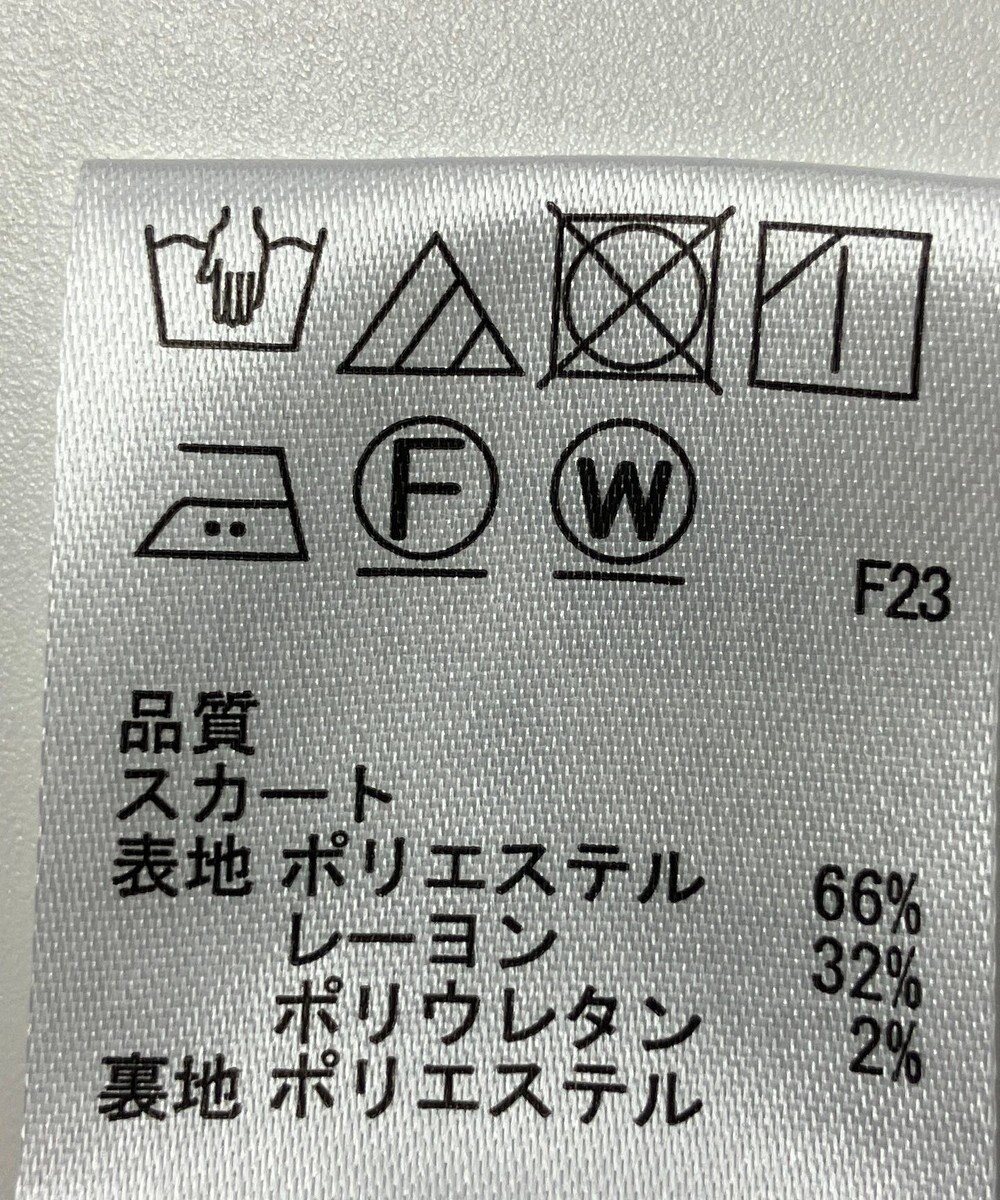 F W
F23
品質
スカート
表地 ポリエステル 66%
レーヨン 32%
ポリウレタン 2%
裏地 ポリエステル